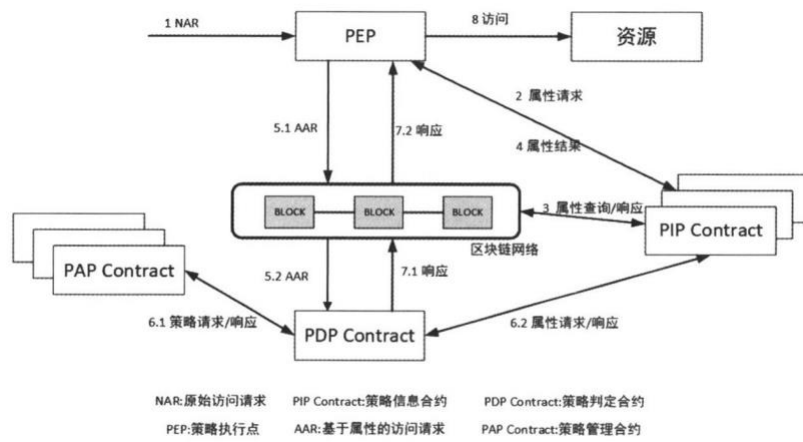 1 NAR
PEP
8 访问
资源
2 属性请求
5.1 AAR
7.2 响应
4 属性结果
BLOCK
BLOCK
BLOCK
3 属性查询/响应
PIP Contract
区块链网络
PAP Contract
5.2 AAR
7.1 响应
6.1 策略请求/响应
PDP Contract
6.2 属性请求/响应
NAR:原始访问请求 PIP Contract:策略信息合约 PDP Contract:策略判定合约
PEP:策略执行点 AAR:基于属性的访问请求 PAP Contract:策略管理合约